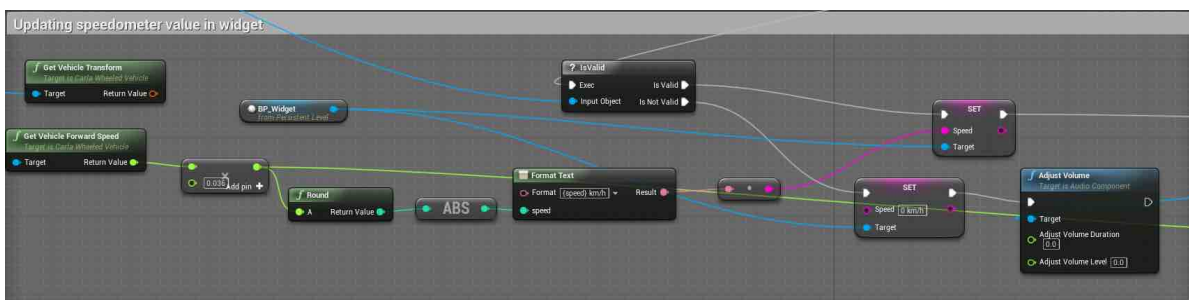 Updating speedometer value in widget
f Get Vehicle Transform
Target is Carla Wheeled Vehicle
Target Return Value
BP_Widget
from Persistent Level
f Get Vehicle Forward Speed
Target is Carla Wheeled Vehicle
Target Return Value
0.036 Add pin +
f Round
A Return Value
ABS
Format Text
Format {speed} km/h Result
speed
? IsValid
Exec Is Valid
Input Object Is Not Valid
SET
Speed
Target
SET
Speed 0 km/h
Target
f Adjust Volume
Target is Audio Component
Target
Adjust Volume Duration
0.0
Adjust Volume Level 0.0